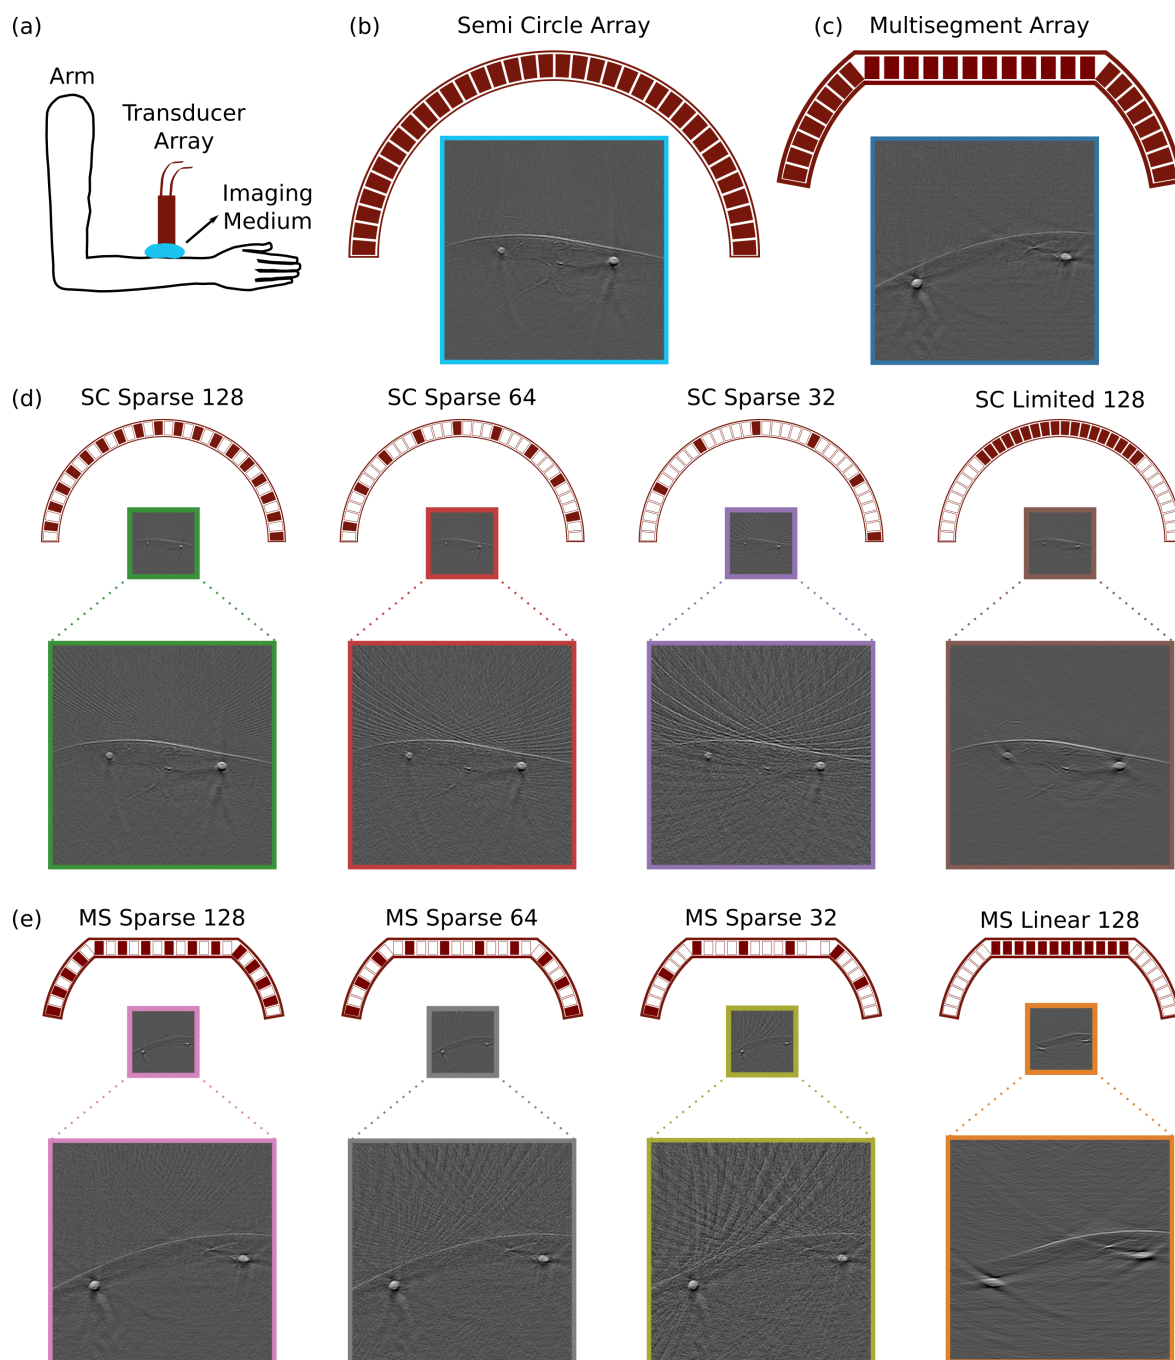 (a)
Arm
Transducer
Array
Imaging
Medium
(b)
Semi Circle Array
(c)
Multisegment Array
(d)
SC Sparse 128
SC Sparse 64
SC Sparse 32
SC Limited 128
(e)
MS Sparse 128
MS Sparse 64
MS Sparse 32
MS Linear 128